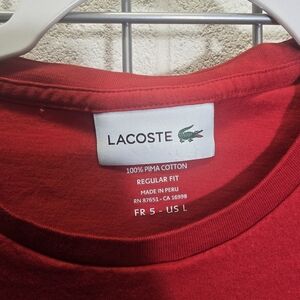 LACOSTE
100% PIMA COTTON
REGULAR FIT
MADE IN PERU
RN 87651 - CA 16998
FR 5 - US L